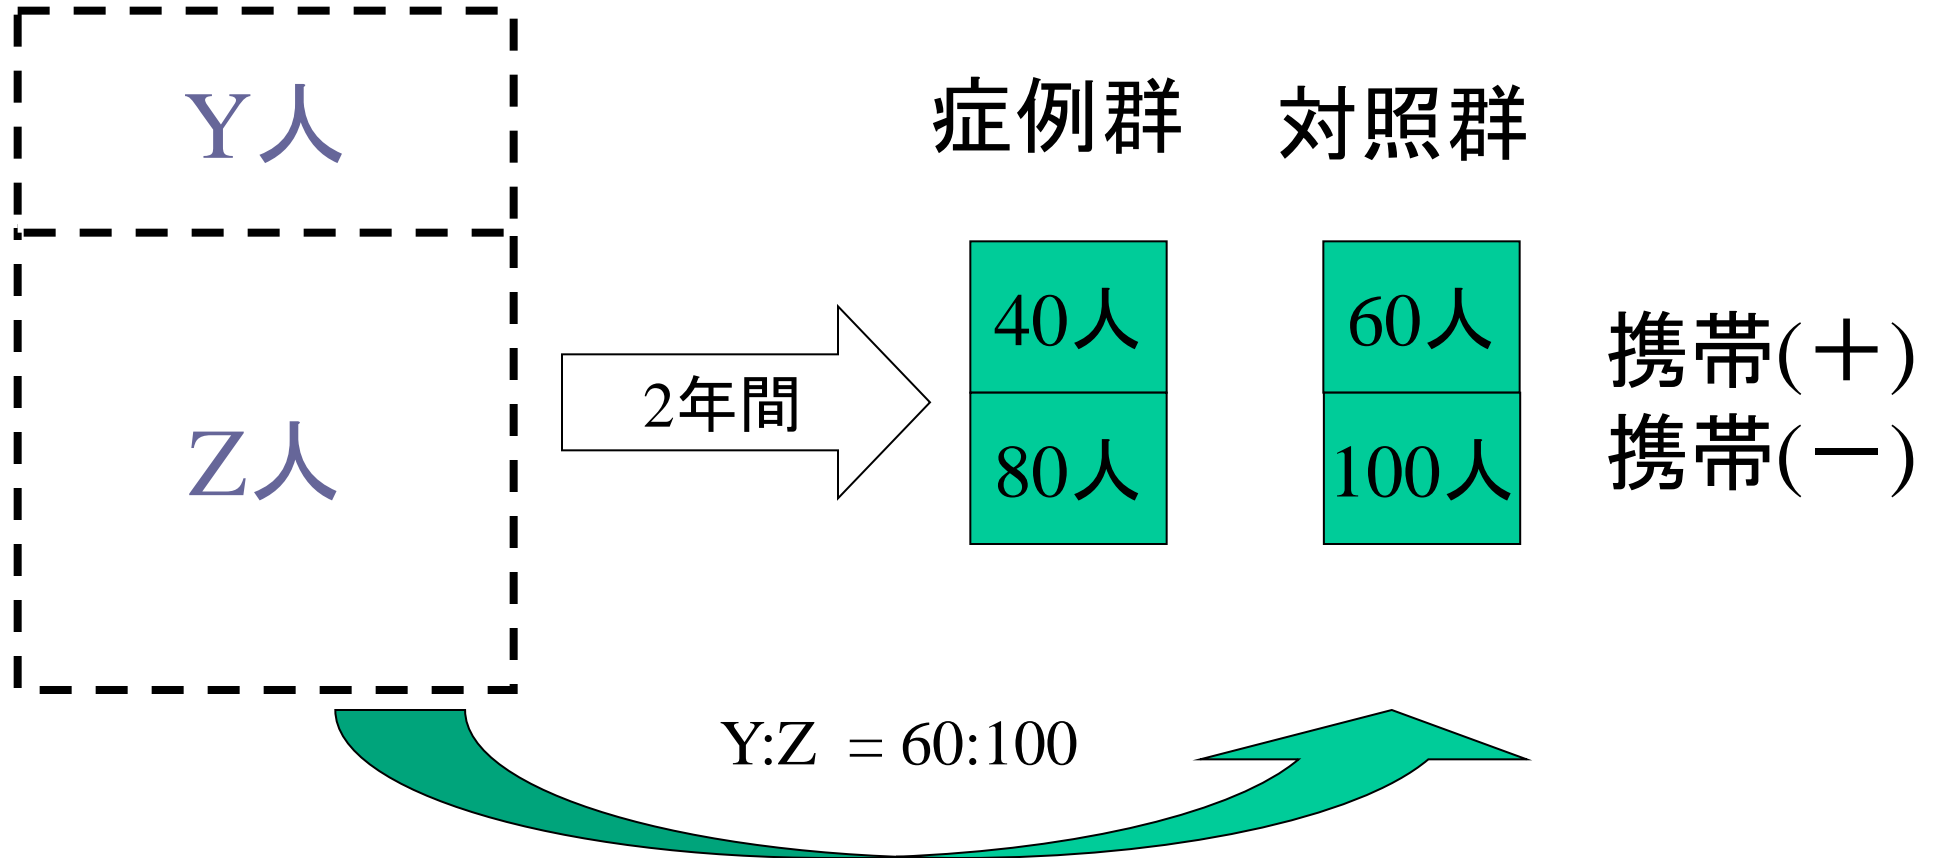 Y人
Z人
2年間
症例群 対照群
40人 60人
80人 100人
携帯(＋)
携帯(－)
Y:Z = 60:100